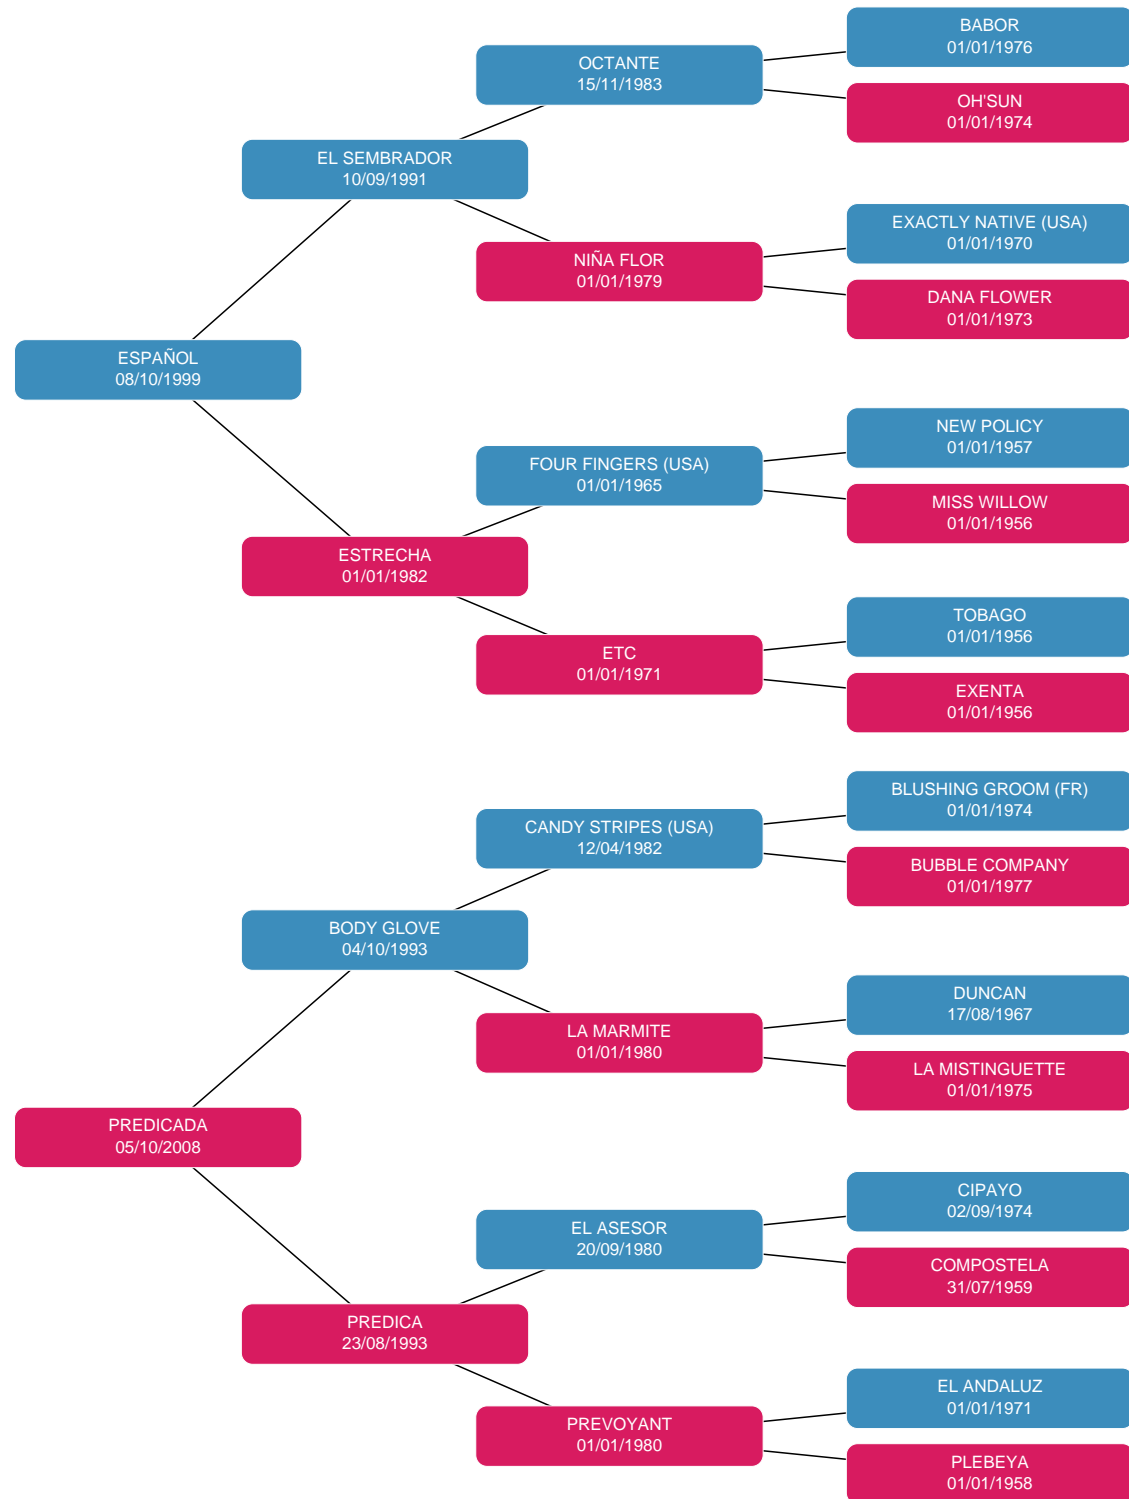 BABOR
01/01/1976
OCTANTE
15/11/1983
OH'SUN
01/01/1974
EL SEMBRADOR
10/09/1991
EXACTLY NATIVE (USA)
01/01/1970
NIÑA FLOR
01/01/1979
DANA FLOWER
01/01/1973
ESPAÑOL
08/10/1999
NEW POLICY
01/01/1957
FOUR FINGERS (USA)
01/01/1965
MISS WILLOW
01/01/1956
ESTRECHA
01/01/1982
TOBAGO
01/01/1956
ETC
01/01/1971
EXENTA
01/01/1956
BLUSHING GROOM (FR)
01/01/1974
CANDY STRIPES (USA)
12/04/1982
BUBBLE COMPANY
01/01/1977
BODY GLOVE
04/10/1993
DUNCAN
17/08/1967
LA MARMITE
01/01/1980
LA MISTINGUETTE
01/01/1975
PREDICADA
05/10/2008
CIPAYO
02/09/1974
EL ASESOR
20/09/1980
COMPOSTELA
31/07/1959
PREDICA
23/08/1993
EL ANDALUZ
01/01/1971
PREVOYANT
01/01/1980
PLEBEYA
01/01/1958